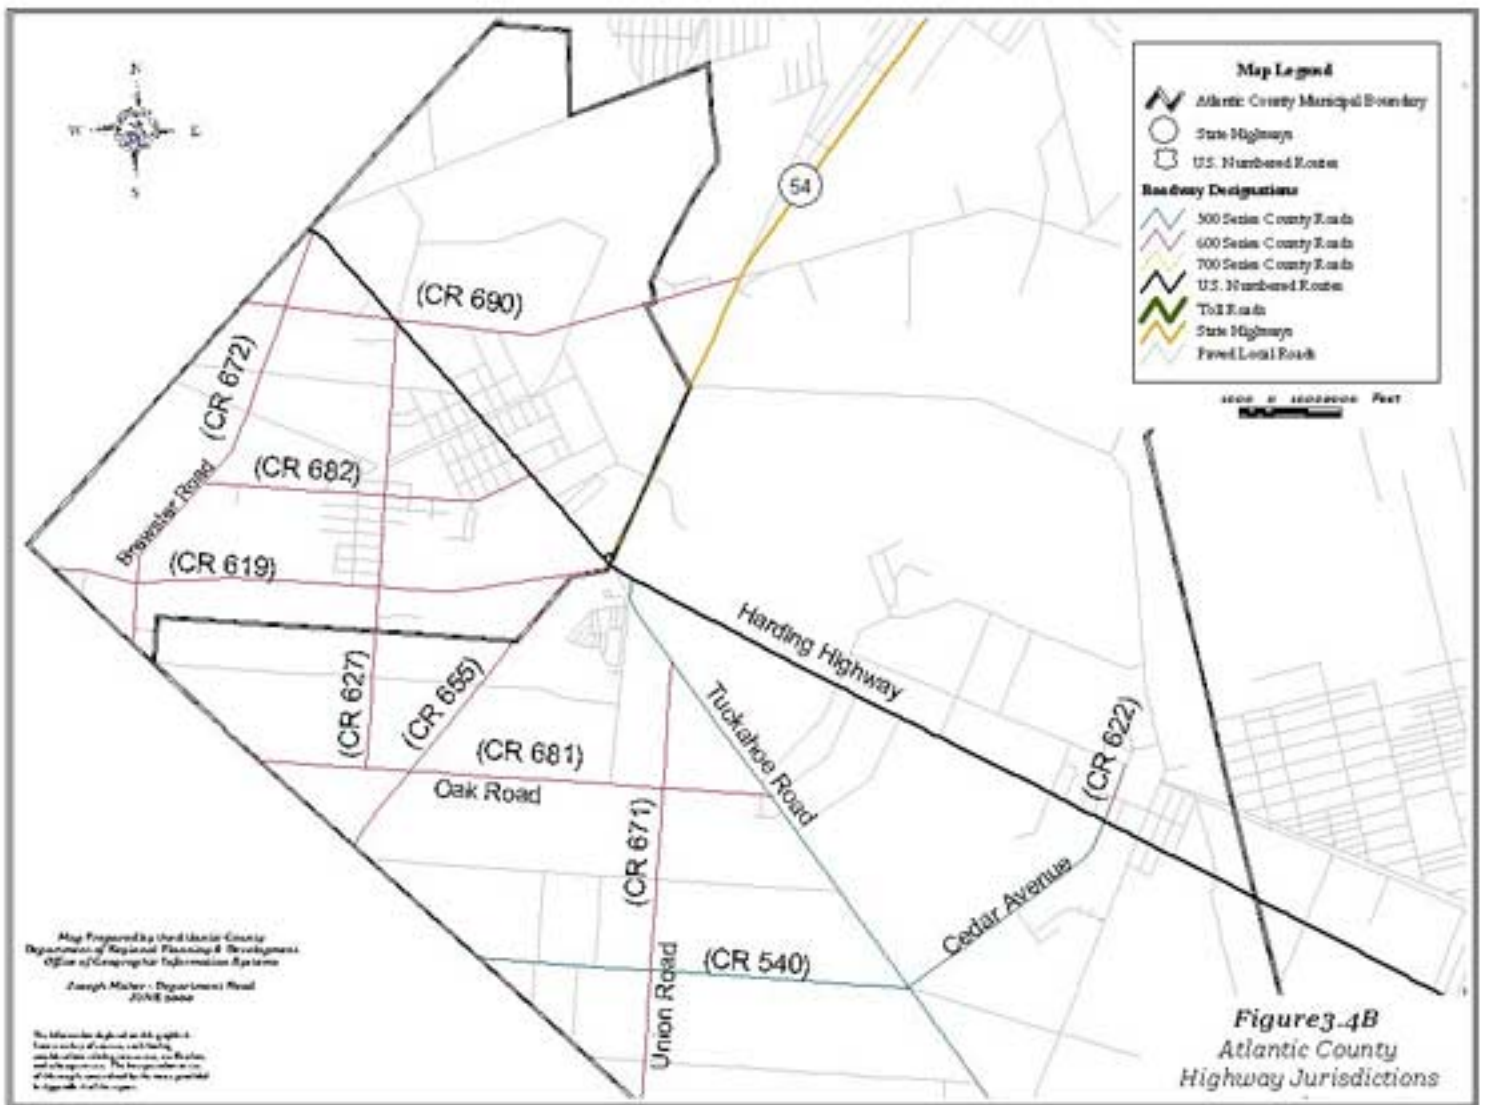 N
W
E
S
Map Legend
Atlantic County Municipal Boundary
State Highways
U.S. Numbered Routes
Roadway Designations
500 Series County Roads
600 Series County Roads
700 Series County Roads
U.S. Numbered Routes
Toll Roads
State Highways
Paved Local Roads
Feet
54
(CR 690)
(CR 672)
(CR 682)
Brewster Road
(CR 619)
Harding Highway
(CR 627)
(CR 655)
Tuckahoe Road
(CR 622)
(CR 681)
Oak Road
(CR 671)
Cedar Avenue
(CR 540)
Union Road
Map Prepared by the Atlantic County
Department of Regional Planning & Development
Office of Geographic Information Systems
Department Head
Figure3.4B
Atlantic County
Highway Jurisdictions